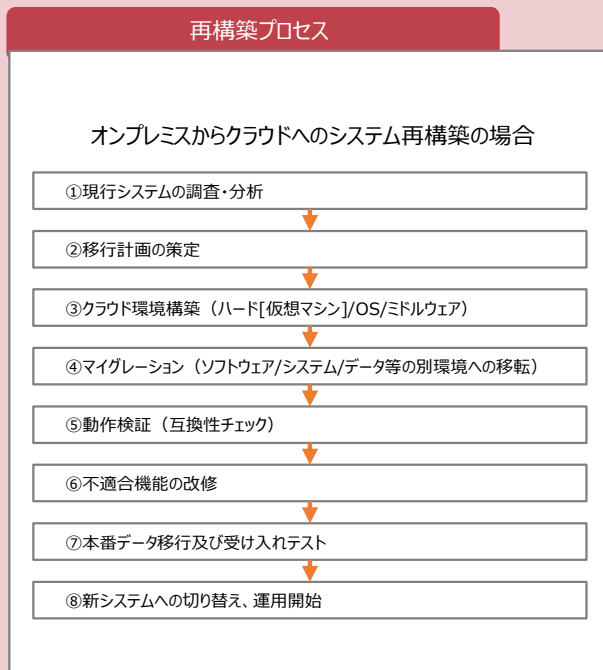 再構築プロセス
オンプレミスからクラウドへのシステム再構築の場合
①現行システムの調査・分析
②移行計画の策定
③クラウド環境構築（ハード[仮想マシン]/OS/ミドルウェア）
④マイグレーション（ソフトウェア/システム/データ等の別環境への移転）
⑤動作検証（互換性チェック）
⑥不適合機能の改修
⑦本番データ移行及び受け入れテスト
⑧新システムへの切り替え、運用開始